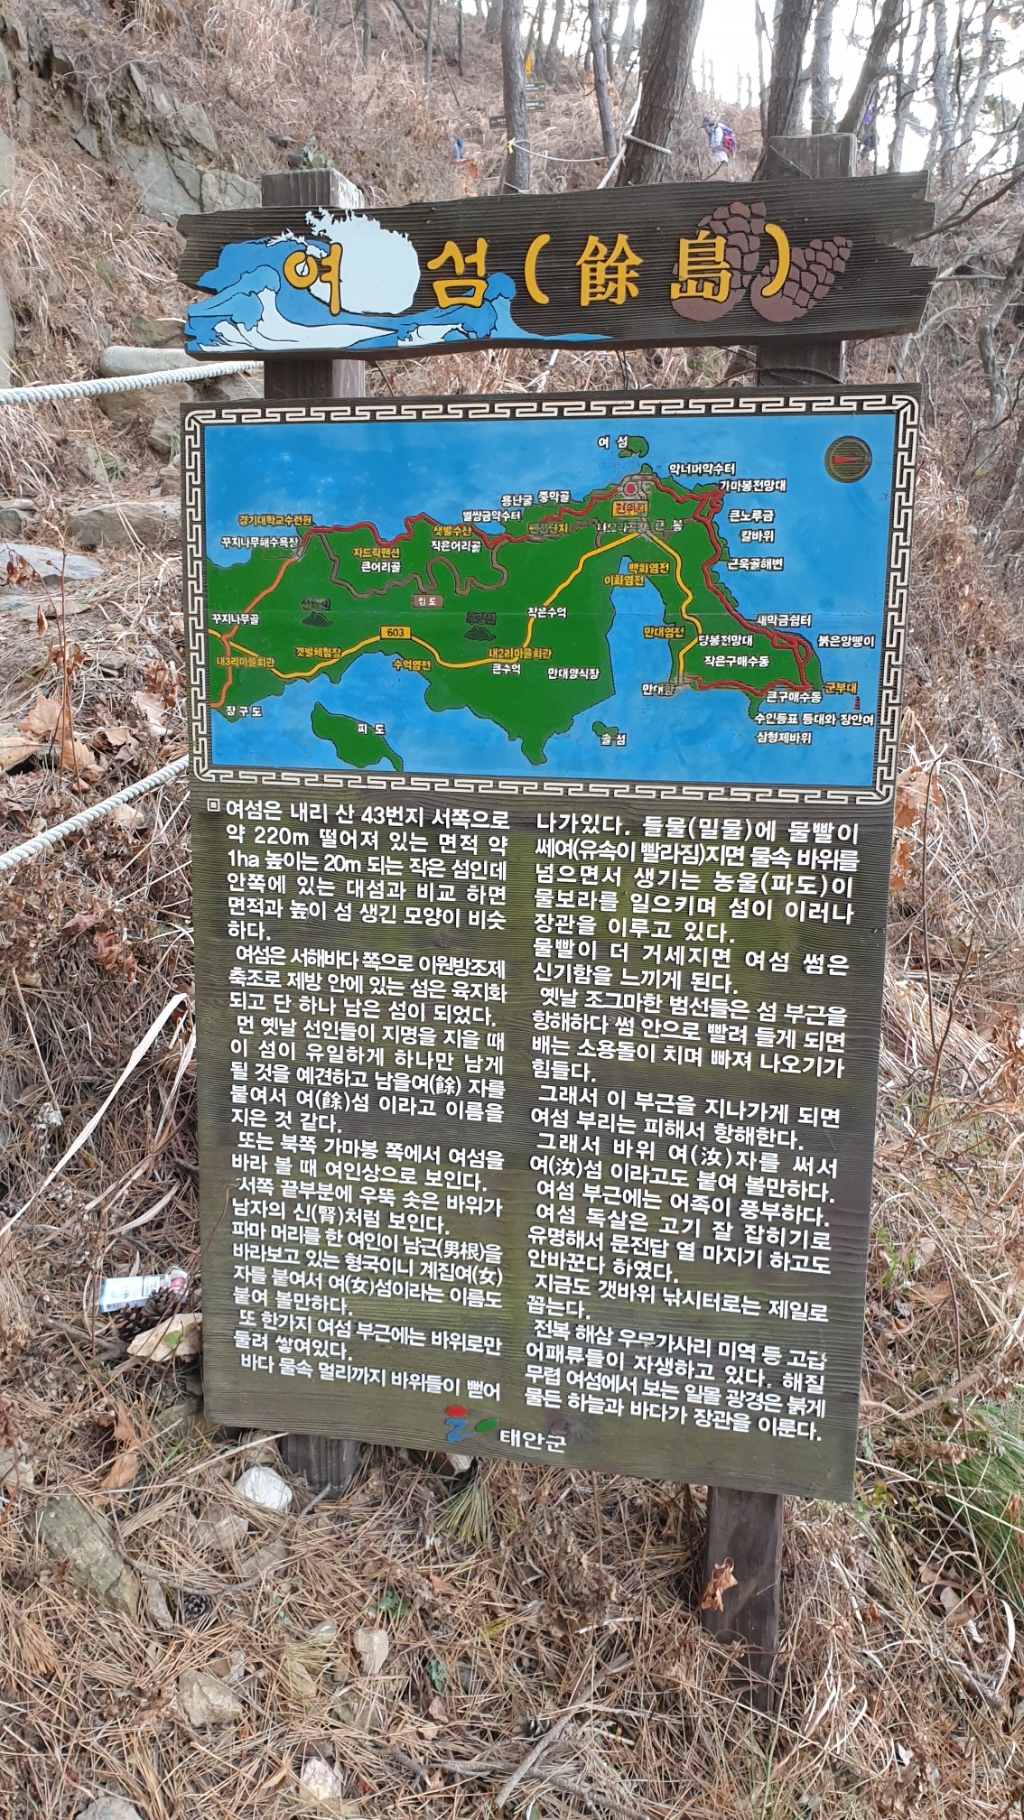 여 섬 ( 餘 島 )
여 섬
약너머약수터
가마봉전망대
용난굴
중막골
별쌍금약수터
큰노루금
칼바위
경기대학교수련원
샛별수산
꾸지나무해수욕장
작은어리골
자드락펜션
큰어리골
근욱골해변
백화염전
이화염전
임 도
작은수억
꾸지나무골
603
새막금쉼터
만대염전
당봉전망대
붉은앙뗑이
갯벌체험장
내2리마을회관
내3리마을회관
수억염전
큰수억
만대양식장
작은구매수동
군부대
큰구매수동
장구도
피 도
솔섬
수인등표 등대와 장안여
삼형제바위
여섬은 내리 산 43번지 서쪽으로
약 220m 떨어져 있는 면적 약
1ha 높이는 20m 되는 작은 섬인데
안쪽에 있는 대섬과 비교 하면
면적과 높이 섬 생긴 모양이 비슷
하다.
여섬은 서해바다 쪽으로 이원방조제
축조로 제방 안에 있는 섬은 육지화
되고 단 하나 남은 섬이 되었다.
먼 옛날 선인들이 지명을 지을 때
이 섬이 유일하게 하나만 남게
될 것을 예견하고 남을여(餘) 자를
붙여서 여(餘)섬 이라고 이름을
지은 것 같다.
또는 북쪽 가마봉 쪽에서 여섬을
바라 볼 때 여인상으로 보인다.
서쪽 끝부분에 우뚝 솟은 바위가
남자의 신(腎)처럼 보인다.
파마 머리를 한 여인이 남근(男根)을
바라보고 있는 형국이니 계집여(女)
자를 붙여서 여(女)섬이라는 이름도
붙여 볼만하다.
또 한가지 여섬 부근에는 바위로만
둘려 쌓여있다.
바다 물속 멀리까지 바위들이 뻗어
나가있다. 들물(밀물)에 물빨이
쎄여(유속이 빨라짐)지면 물속 바위를
넘으면서 생기는 농울(파도)이
물보라를 일으키며 섬이 이러나
장관을 이루고 있다.
물빨이 더 거세지면 여섬 썸은
신기함을 느끼게 된다.
옛날 조그마한 범선들은 섬 부근을
항해하다 썸 안으로 빨려 들게 되면
배는 소용돌이 치며 빠져 나오기가
힘들다.
그래서 이 부근을 지나가게 되면
여섬 부리는 피해서 항해한다.
그래서 바위 여(汝)자를 써서
여(汝)섬 이라고도 붙여 볼만하다.
여섬 부근에는 어족이 풍부하다.
여섬 독살은 고기 잘 잡히기로
유명해서 문전답 열 마지기 하고도
안바꾼다 하였다.
지금도 갯바위 낚시터로는 제일로
꼽는다.
전복 해삼 우무가사리 미역 등 고급
어패류들이 자생하고 있다. 해질
무렵 여섬에서 보는 일몰 광경은 붉게
물든 하늘과 바다가 장관을 이룬다.
태안군